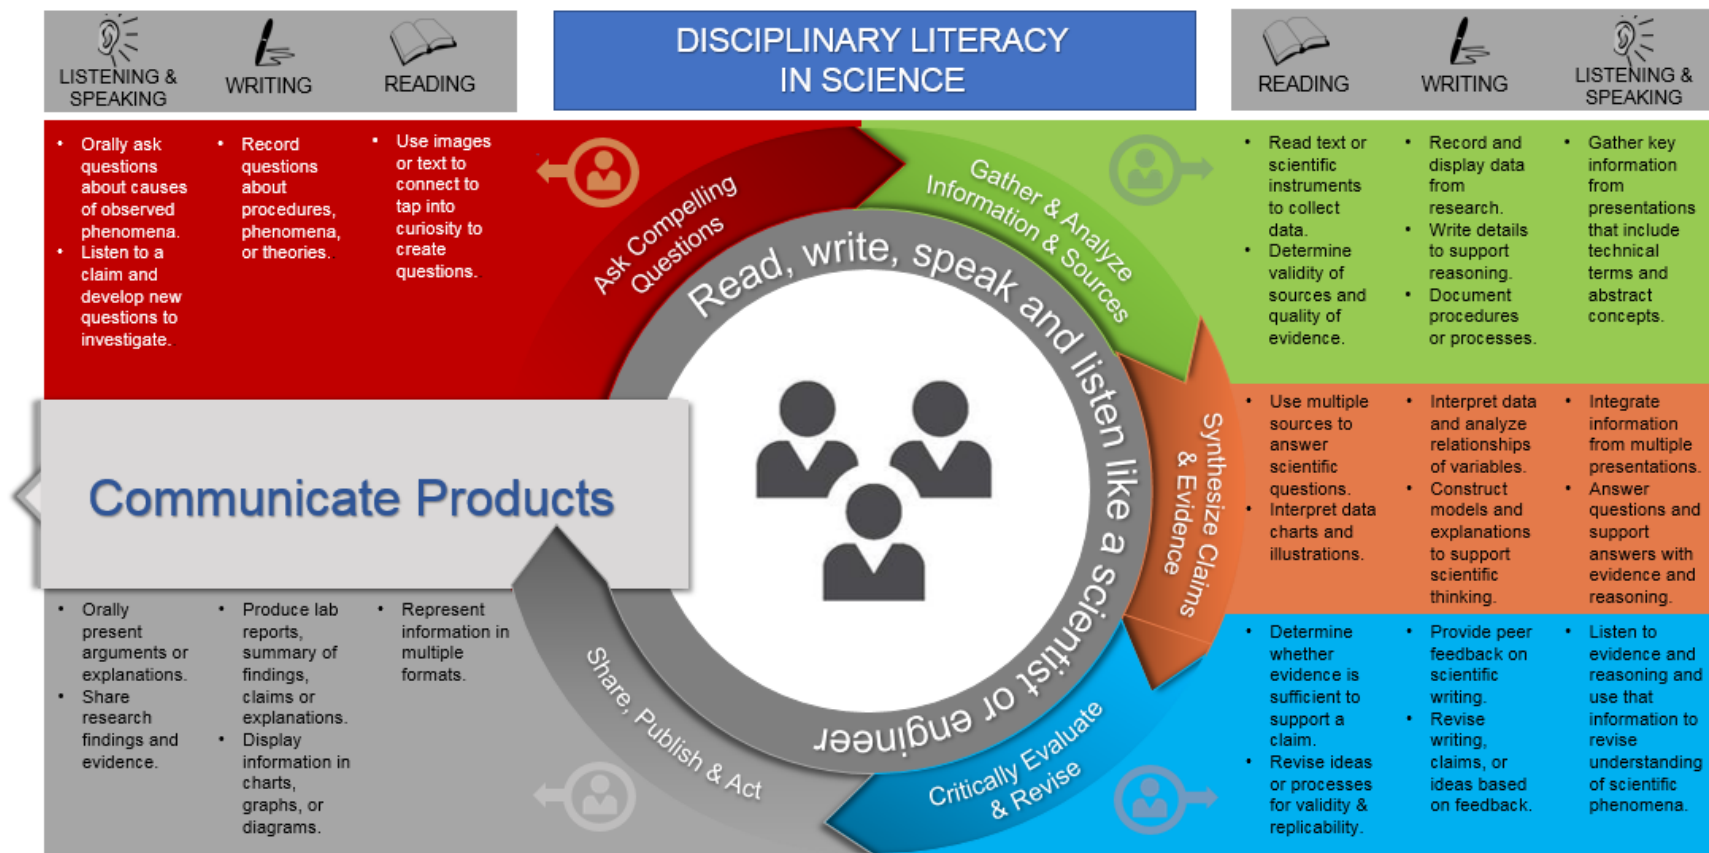 LISTENING &
SPEAKING
WRITING
READING
DISCIPLINARY LITERACY
IN SCIENCE
READING
WRITING
LISTENING &
SPEAKING
• Orally ask
questions
about causes
of observed
phenomena.
• Listen to a
claim and
develop new
questions to
investigate.
• Record
questions
about
procedures,
phenomena,
or theories.
• Use images
or text to
connect to
tap into
curiosity to
create
questions.
Ask Compelling
Questions
Gather & Analyze
Information & Sources
• Read text or
scientific
instruments
to collect
data.
• Determine
validity of
sources and
quality of
evidence.
• Record and
display data
from
research.
• Write details
to support
reasoning.
• Document
procedures
or processes.
• Gather key
information
from
presentations
that include
technical
terms and
abstract
concepts.
Read, write, speak and listen like a scientist or engineer
Synthesize Claims
& Evidence
• Use multiple
sources to
answer
scientific
questions.
• Interpret data
charts and
illustrations.
• Interpret data
and analyze
relationships
of variables.
• Construct
models and
explanations
to support
scientific
thinking.
• Integrate
information
from multiple
presentations.
• Answer
questions and
support
answers with
evidence and
reasoning.
Communicate Products
• Orally
present
arguments or
explanations.
• Share
research
findings and
evidence.
• Produce lab
reports,
summary of
findings,
claims or
explanations.
• Display
information in
charts,
graphs, or
diagrams.
• Represent
information in
multiple
formats.
Share, Publish & Act
Critically Evaluate
& Revise
• Determine
whether
evidence is
sufficient to
support a
claim.
• Revise ideas
or processes
for validity &
replicability.
• Provide peer
feedback on
scientific
writing.
• Revise
writing,
claims, or
ideas based
on feedback.
• Listen to
evidence and
reasoning and
use that
information to
revise
understanding
of scientific
phenomena.